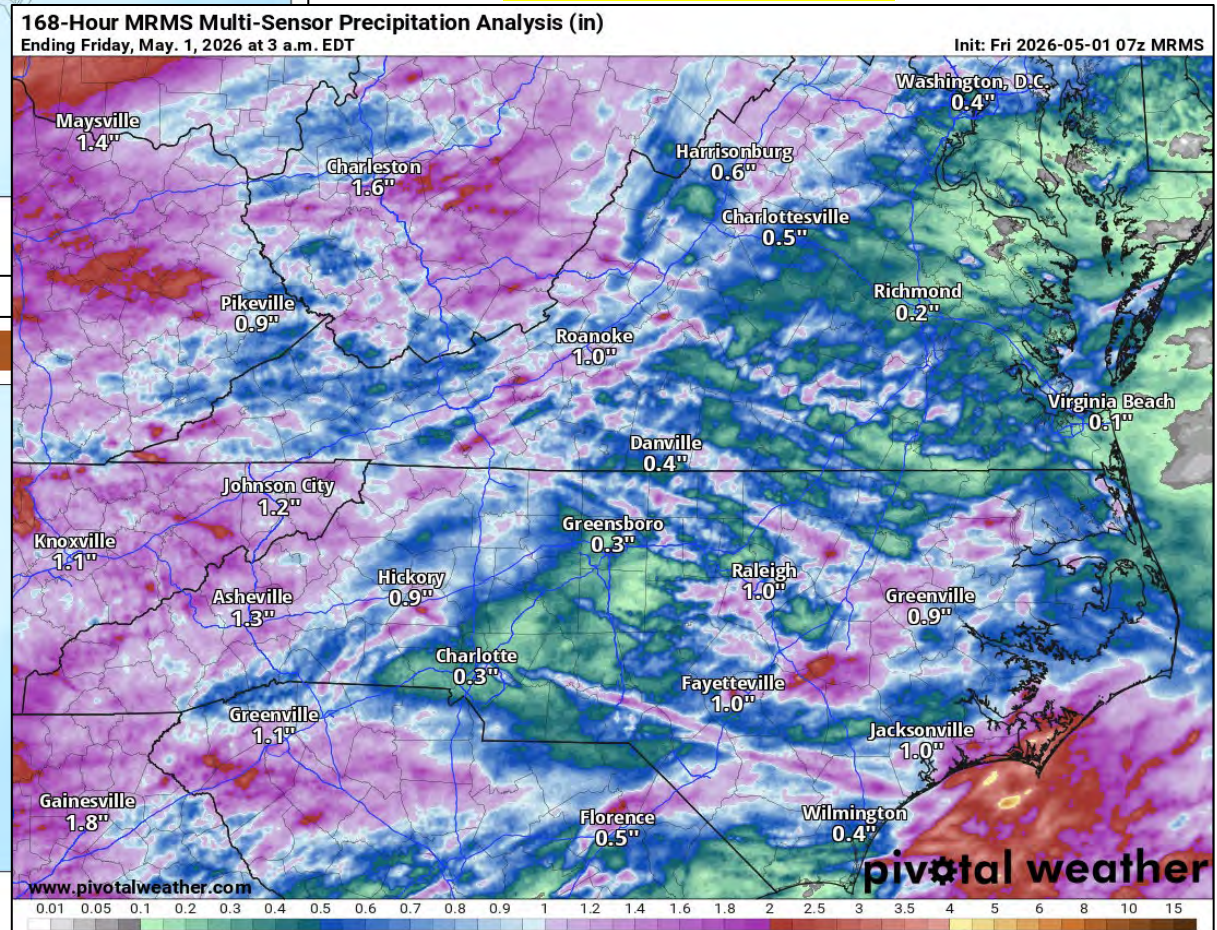 168-Hour MRMS Multi-Sensor Precipitation Analysis (in)
Ending Friday, May. 1, 2026 at 3 a.m. EDT
Init: Fri 2026-05-01 07z MRMS
Washington, D.C.
0.4"
Maysville
1.4"
Charleston
1.6"
Harrisonburg
0.6"
Charlottesville
0.5"
Pikeville
0.9"
Richmond
0.2"
Roanoke
1.0"
Virginia Beach
0.1"
Danville
0.4"
Johnson City
1.2"
Knoxville
1.1"
Greensboro
0.3"
Hickory
0.9"
Raleigh
1.0"
Asheville
1.3"
Greenville
0.9"
Charlotte
0.3"
Fayetteville
1.0"
Greenville
1.1"
Jacksonville
1.0"
Gainesville
1.8"
Florence
0.5"
Wilmington
0.4"
pivotal weather
www.pivotalweather.com
0.01 0.05 0.1 0.2 0.3 0.4 0.5 0.6 0.7 0.8 0.9 1 1.2 1.4 1.6 1.8 2 2.5 3 3.5 4 5 6 8 10 15